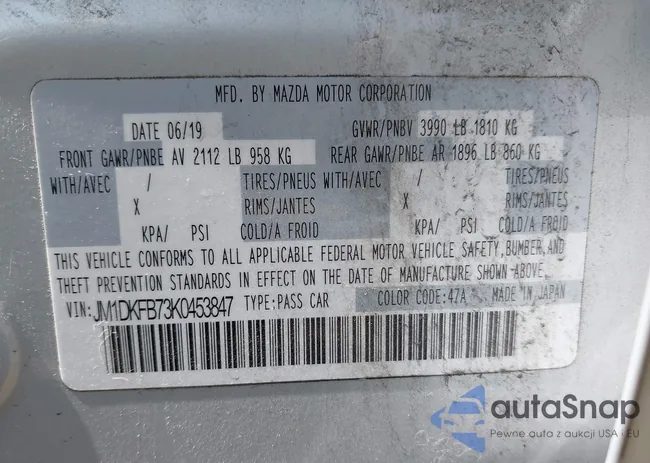 MFD. BY MAZDA MOTOR CORPORATION
DATE 06/19 GVWR/PNBV 3990 LB 1810 KG
FRONT GAWR/PNBE AV 2112 LB 958 KG REAR GAWR/PNBE AR 1896 LB 860 KG
WITH/AVEC / TIRES/PNEUS WITH/AVEC / TIRES/PNEUS
X RIMS/JANTES X RIMS/JANTES
KPA/ PSI COLD/A FROID KPA/ PSI COLD/A FROID
THIS VEHICLE CONFORMS TO ALL APPLICABLE FEDERAL MOTOR VEHICLE SAFETY, BUMBER, AND
THEFT PREVENTION STANDARDS IN EFFECT ON THE DATE OF MANUFACTURE SHOWN ABOVE.
VIN: JM1DKFB73K0453847 TYPE: PASS CAR COLOR CODE: 47A MADE IN JAPAN
autaSnap
Pewne auta z aukcji USA · EU